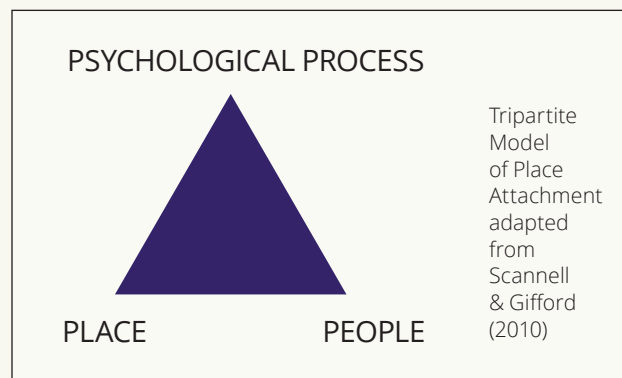 PSYCHOLOGICAL PROCESS
Tripartite
Model
of Place
Attachment
adapted
from
Scannell
& Gifford
(2010)
PLACE
PEOPLE